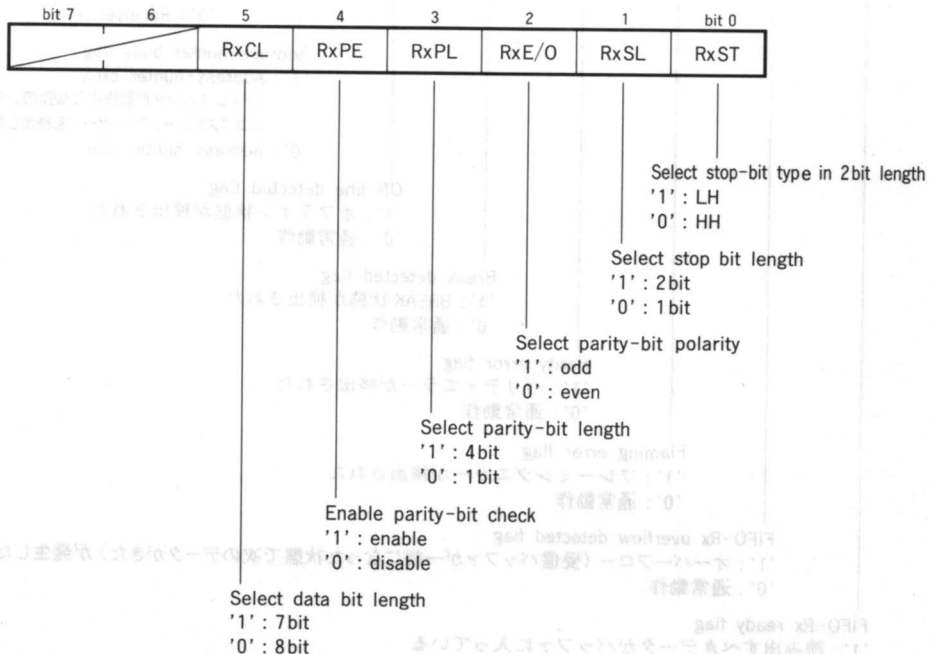 bit 7 6 5 4 3 2 1 bit 0
RxCL RxPE RxPL RxE/O RxSL RxST
Select stop-bit type in 2bit length
'1' : LH
'0' : HH
Select stop bit length
'1' : 2bit
'0' : 1bit
Select parity-bit polarity
'1' : odd
'0' : even
Select parity-bit length
'1' : 4bit
'0' : 1bit
Enable parity-bit check
'1' : enable
'0' : disable
Select data bit length
'1' : 7bit
'0' : 8bit